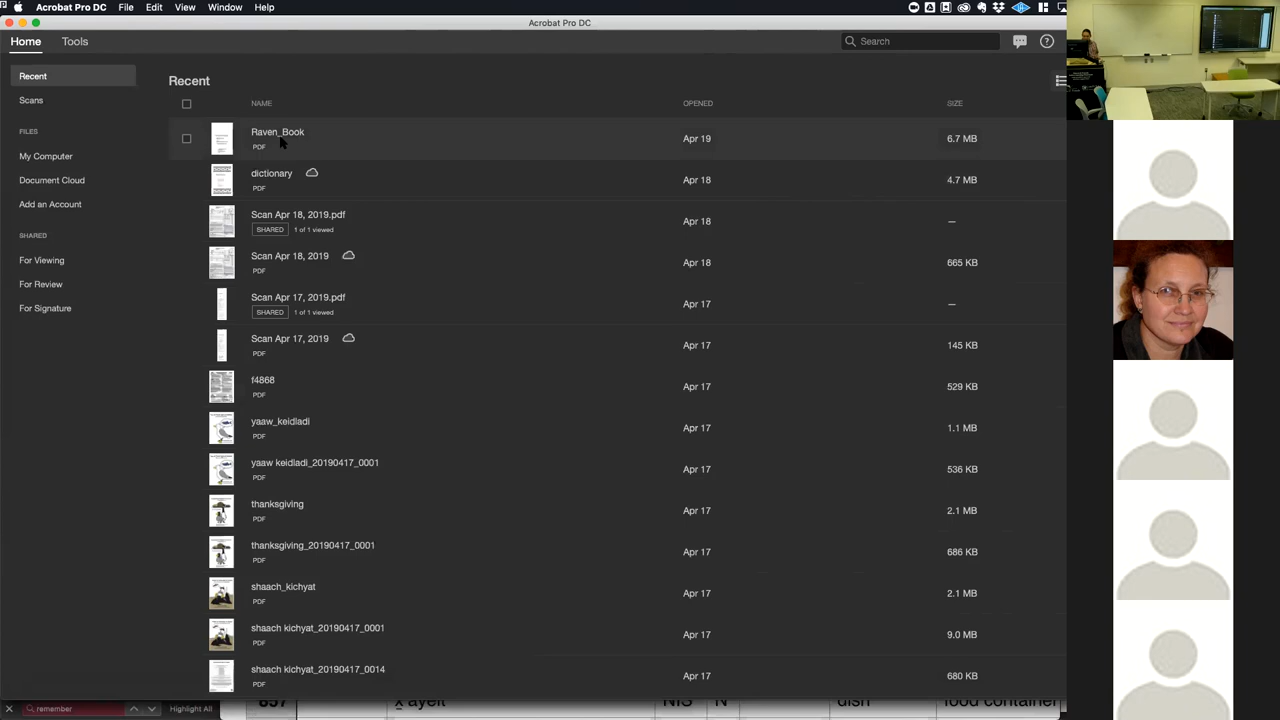 Acrobat Pro DC File Edit View Window Help
Acrobat Pro DC
Home Tools
Search
Recent
Scans
FILES
My Computer
Document Cloud
Add an Account
SHARED
For Viewing
For Review
For Signature
Recent
NAME OPENED SIZE
Raven_Book Apr 19 6.7 MB
PDF
dictionary Apr 18 4.7 MB
PDF
Scan Apr 18, 2019.pdf Apr 18 –
SHARED 1 of 1 viewed
Scan Apr 18, 2019 Apr 18 665 KB
PDF
Scan Apr 17, 2019.pdf Apr 17 –
SHARED 1 of 1 viewed
Scan Apr 17, 2019 Apr 17 145 KB
PDF
f4868 Apr 17 529 KB
PDF
yaaw_keidladi Apr 17 1.1 MB
PDF
yaaw keidladi_20190417_0001 Apr 17 536 KB
PDF
thanksgiving Apr 17 2.1 MB
PDF
thanksgiving_20190417_0001 Apr 17 686 KB
PDF
shaach_kichyat Apr 17 2.1 MB
PDF
shaach kichyat_20190417_0001 Apr 17 9.0 MB
PDF
shaach kichyat_20190417_0014 Apr 17 680 KB
PDF
remember Highlight All
dish food container